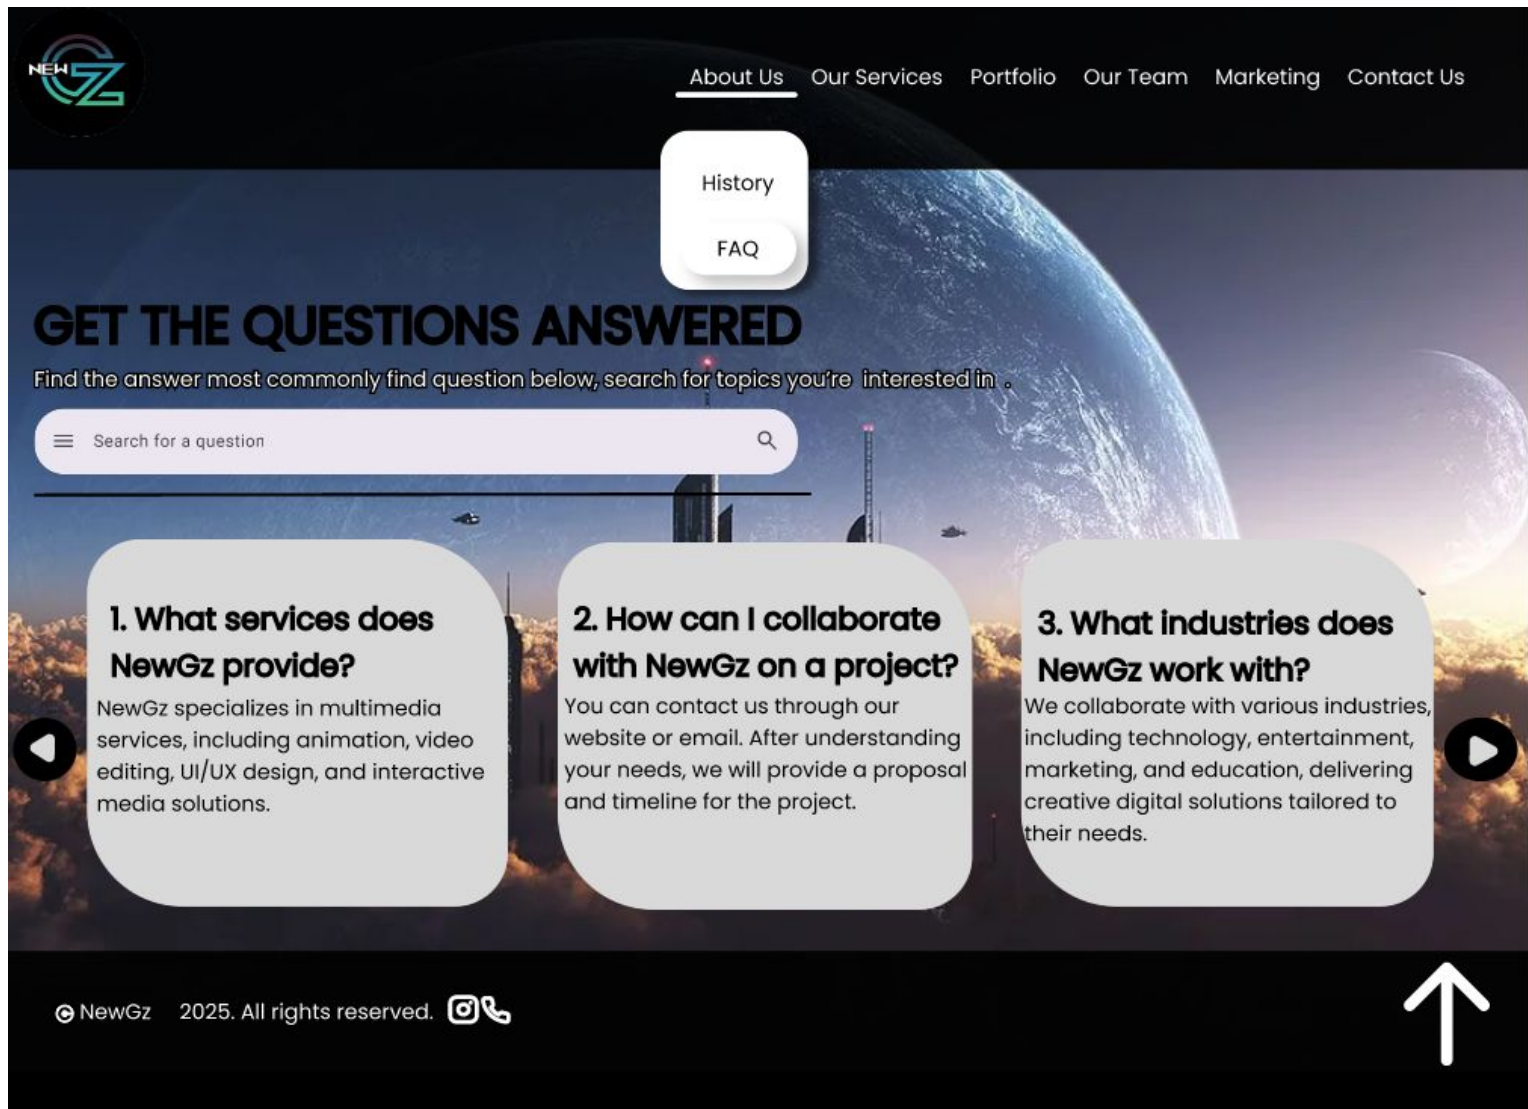 NEW GZ
About Us Our Services Portfolio Our Team Marketing Contact Us
History
FAQ
GET THE QUESTIONS ANSWERED
Find the answer most commonly find question below, search for topics you're interested in .
Search for a question
1. What services does
NewGz provide?
NewGz specializes in multimedia
services, including animation, video
editing, UI/UX design, and interactive
media solutions.
2. How can I collaborate
with NewGz on a project?
You can contact us through our
website or email. After understanding
your needs, we will provide a proposal
and timeline for the project.
3. What industries does
NewGz work with?
We collaborate with various industries,
including technology, entertainment,
marketing, and education, delivering
creative digital solutions tailored to
their needs.
© NewGz 2025. All rights reserved.